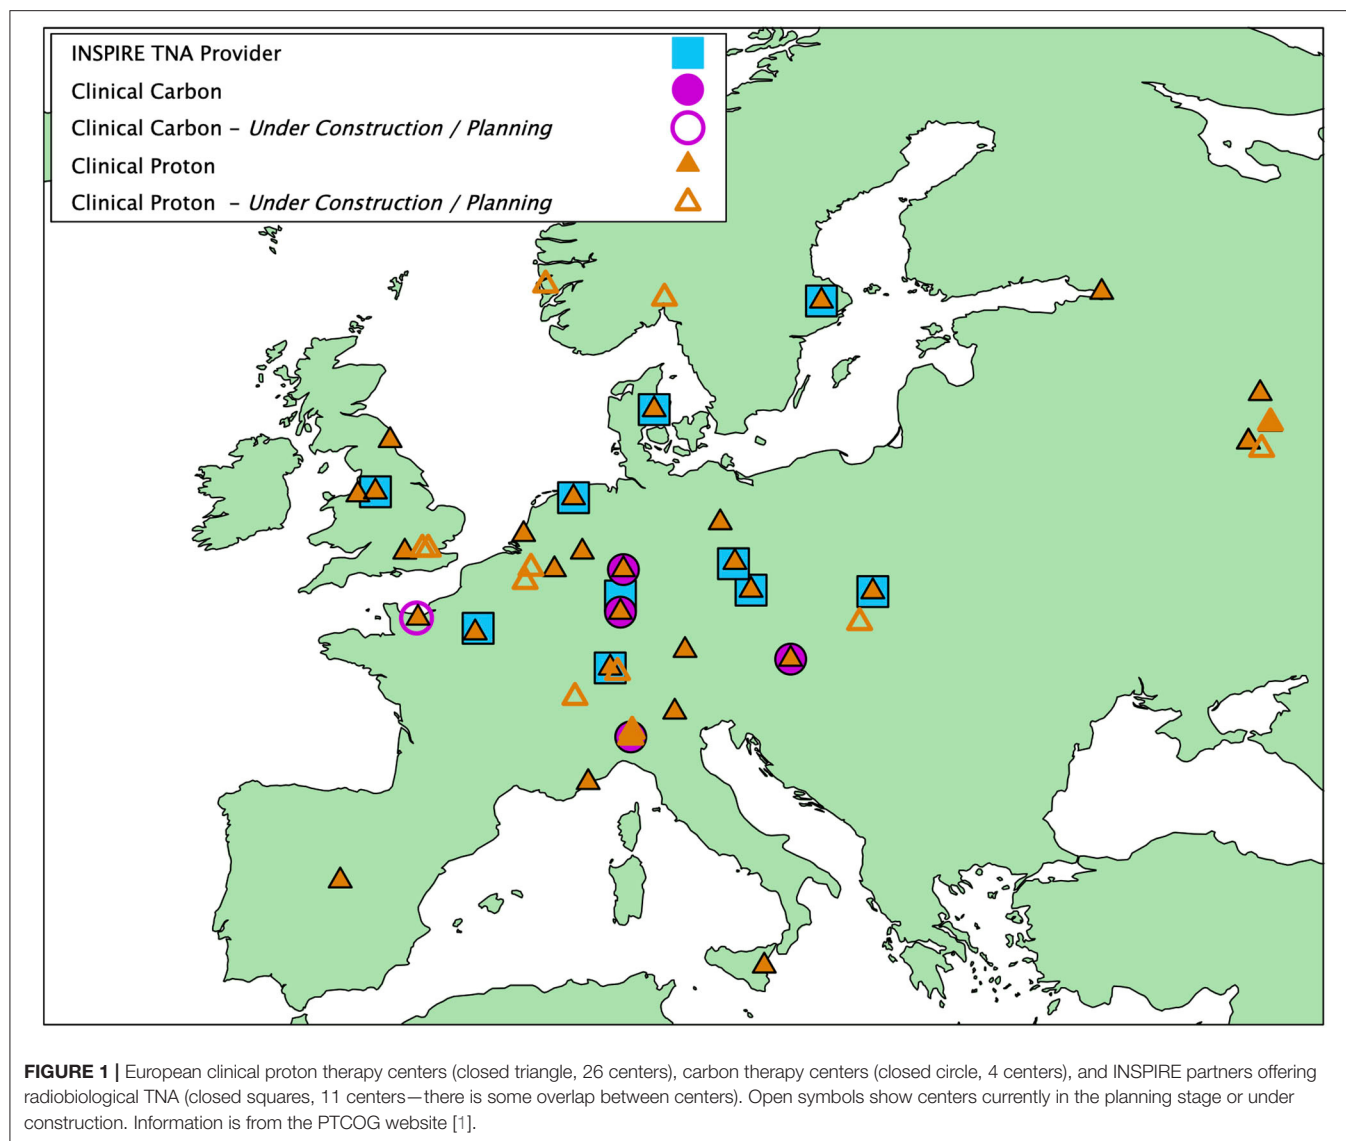 INSPIRE TNA Provider
Clinical Carbon
Clinical Carbon – Under Construction / Planning
Clinical Proton
Clinical Proton – Under Construction / Planning
FIGURE 1 | European clinical proton therapy centers (closed triangle, 26 centers), carbon therapy centers (closed circle, 4 centers), and INSPIRE partners offering
radiobiological TNA (closed squares, 11 centers—there is some overlap between centers). Open symbols show centers currently in the planning stage or under
construction. Information is from the PTCOG website [1].